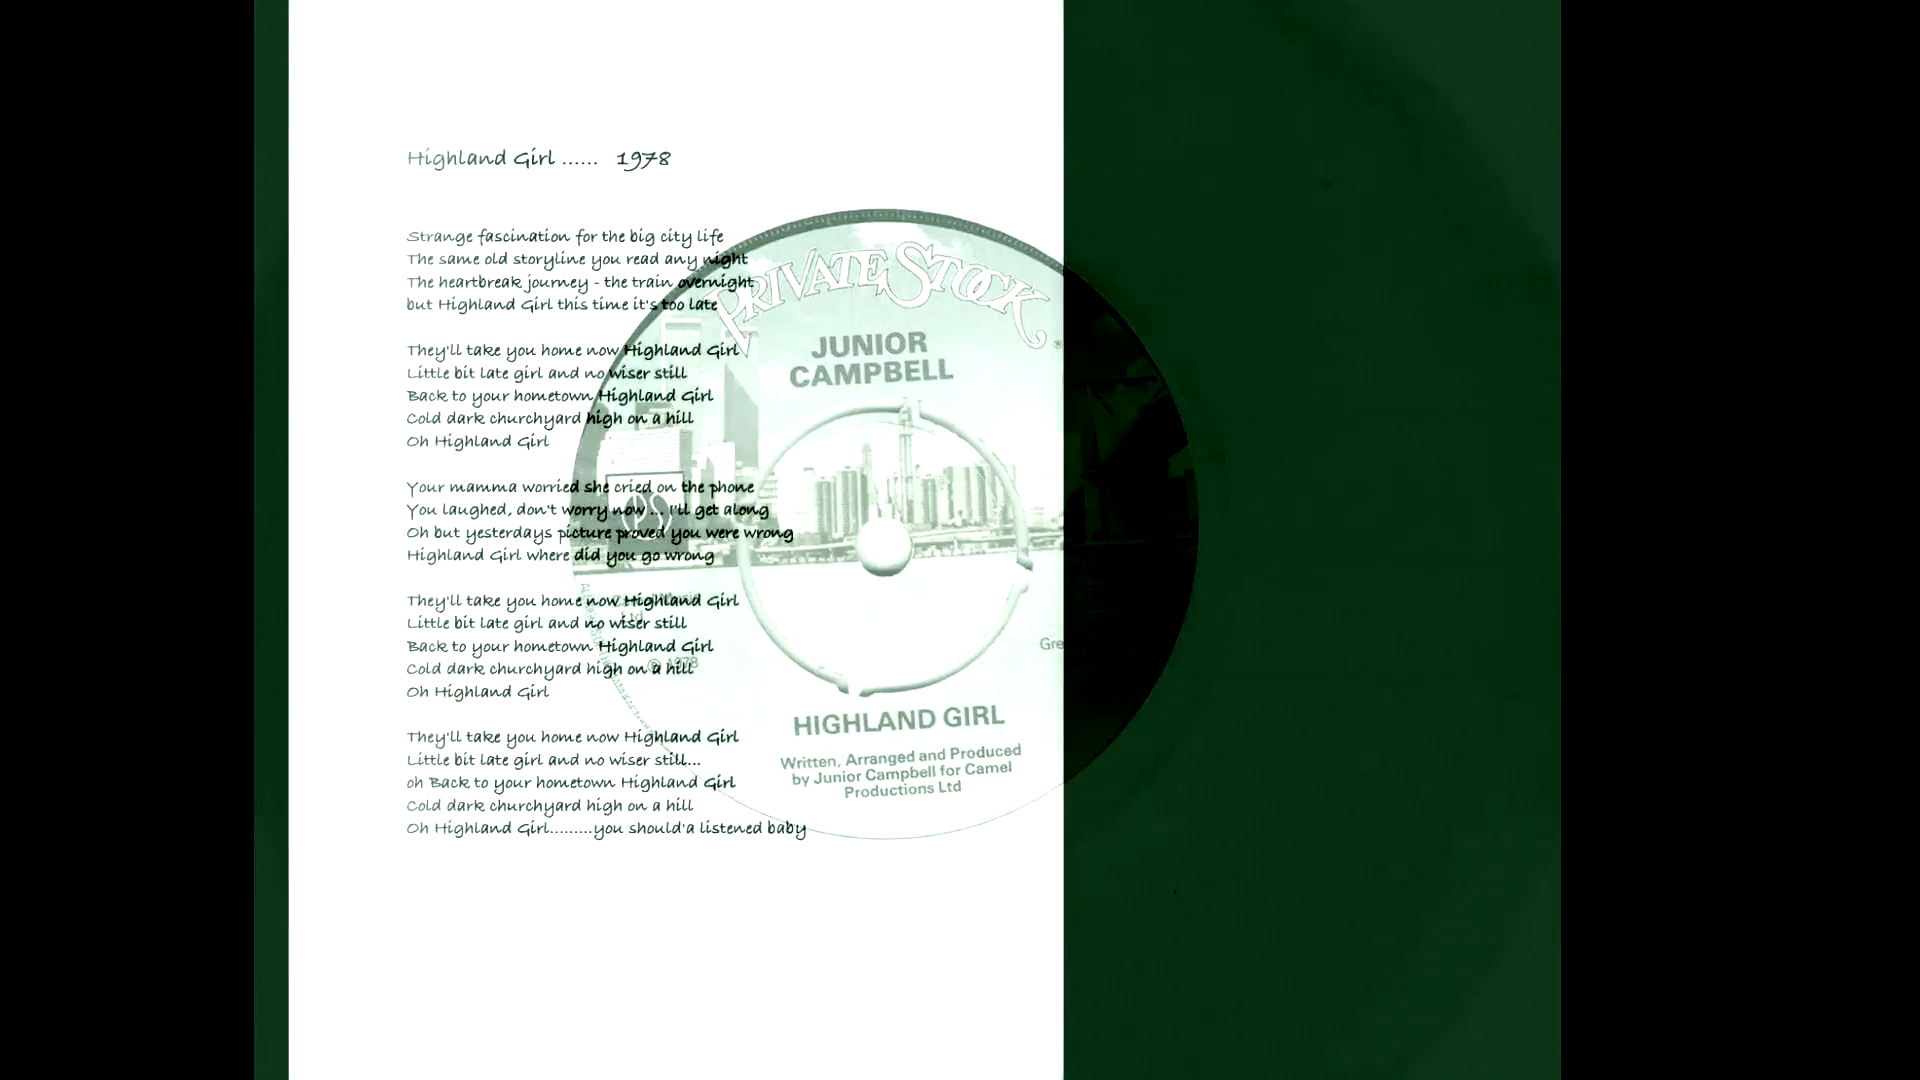 Highland Girl ...... 1978
Strange fascination for the big city life
The same old storyline you read any night
The heartbreak journey - the train overnight
but Highland Girl this time it's too late
They'll take you home now Highland Girl
Little bit late girl and no wiser still
Back to your hometown Highland Girl
Cold dark churchyard high on a hill
Oh Highland Girl
Your mamma worried she cried on the phone
You laughed, don't worry now ... I'll get along
Oh but yesterdays picture proved you were wrong
Highland Girl where did you go wrong
They'll take you home now Highland Girl
Little bit late girl and no wiser still
Back to your hometown Highland Girl
Cold dark churchyard high on a hill
Oh Highland Girl
They'll take you home now Highland Girl
Little bit late girl and no wiser still...
oh Back to your hometown Highland Girl
Cold dark churchyard high on a hill
Oh Highland Girl.........you should'a listened baby
PRIVATE STOCK
®
JUNIOR
CAMPBELL
PS
Ltd
Gre
℗ 1978
HIGHLAND GIRL
Written, Arranged and Produced
by Junior Campbell for Camel
Productions Ltd